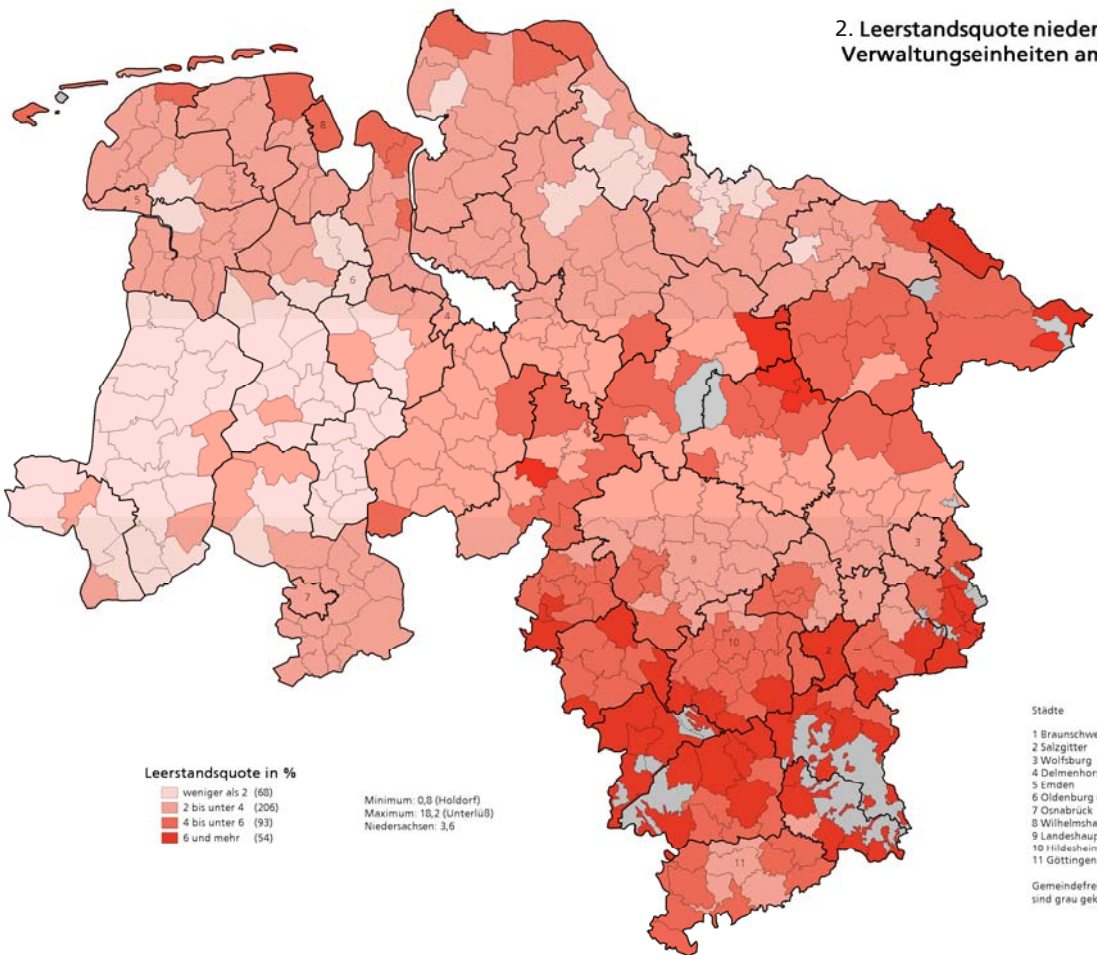 2. Leerstandsquote nieder
Verwaltungseinheiten an
8
5
6
4
6
9
3
1
7
10
2
11
Leerstandsquote in %
weniger als 2 (68)
2 bis unter 4 (206)
4 bis unter 6 (93)
6 und mehr (54)
Minimum: 0,8 (Holdorf)
Maximum: 18,2 (Unterlüß)
Niedersachsen: 3,6
Städte
1 Braunschwe
2 Salzgitter
3 Wolfsburg
4 Delmenhors
5 Emden
6 Oldenburg
7 Osnabrück
8 Wilhelmsha
9 Landeshaup
10 Hildesheim
11 Göttingen
Gemeindefre
sind grau gek